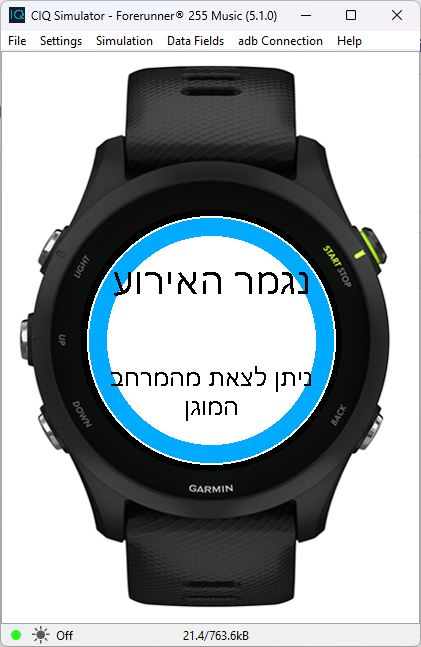 CIQ Simulator - Forerunner® 255 Music (5.1.0)
File Settings Simulation Data Fields adb Connection Help
LIGHT
START STOP
נגמר האירוע
UP
ניתן לצאת מהמרחב
המוגן
DOWN
BACK
GARMIN
Off 21.4/763.6kB